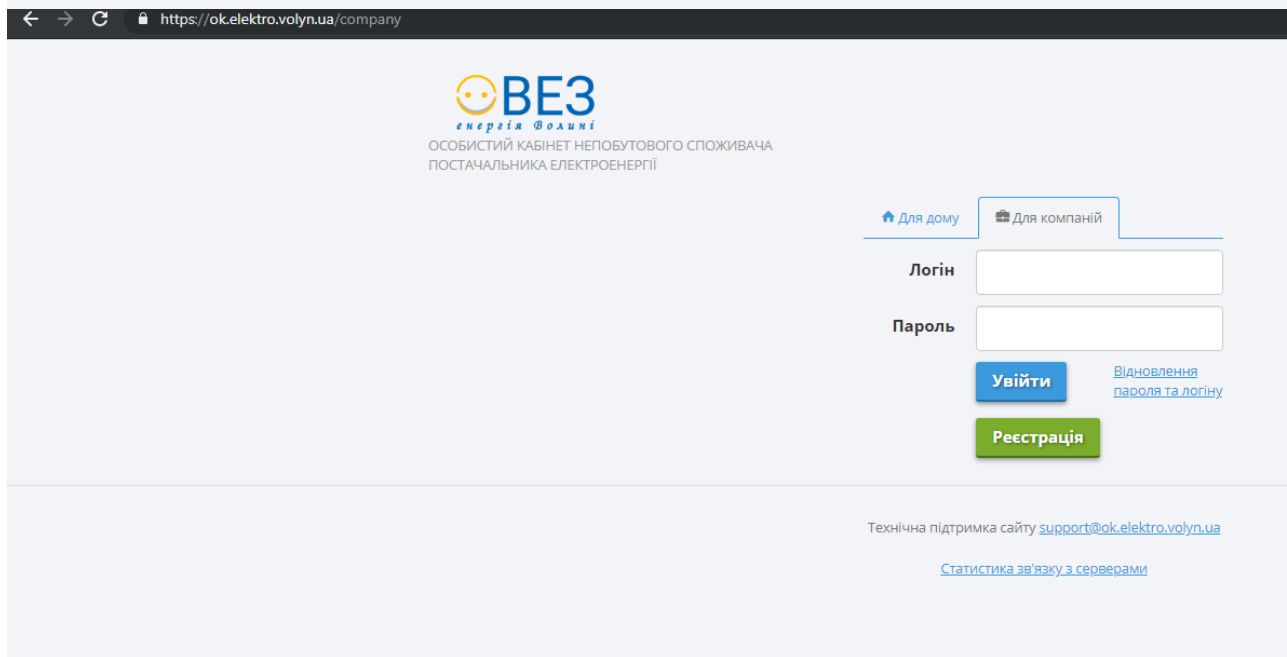 https://ok.elektro.volyn.ua/company
ВЕЗ
енергія Волині
ОСОБИСТИЙ КАБІНЕТ НЕПОБУТОВОГО СПОЖИВАЧА
ПОСТАЧАЛЬНИКА ЕЛЕКТРОЕНЕРГІЇ
Для дому
Для компаній
Логін
Пароль
Увійти
Відновлення
пароля та логіну
Реєстрація
Технічна підтримка сайту support@ok.elektro.volyn.ua
Статистика зв'язку з серверами